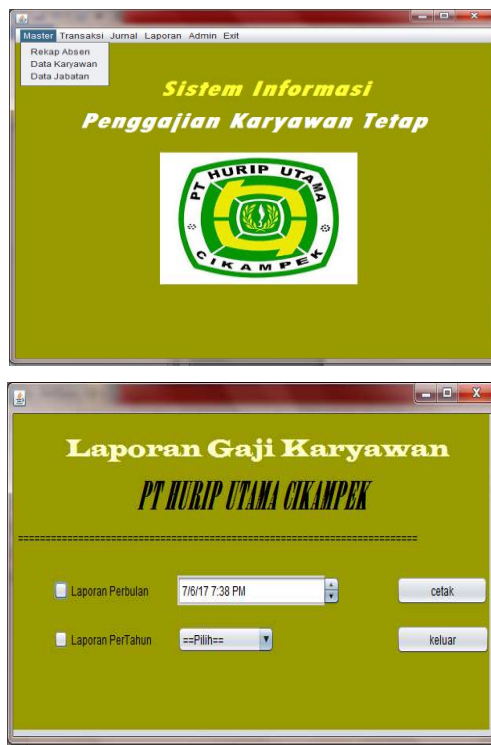 Master Transaksi Jurnal Laporan Admin Exit
Rekap Absen
Data Karyawan
Data Jabatan
Sistem Informasi
Penggajian Karyawan Tetap
PT HURIP UTAMA
CIKAMPEK
Laporan Gaji Karyawan
PT HURIP UTAMA CIKAMPEK
==========================================================================
Laporan Perbulan 7/6/17 7:38 PM cetak
Laporan PerTahun ==Pilih== keluar